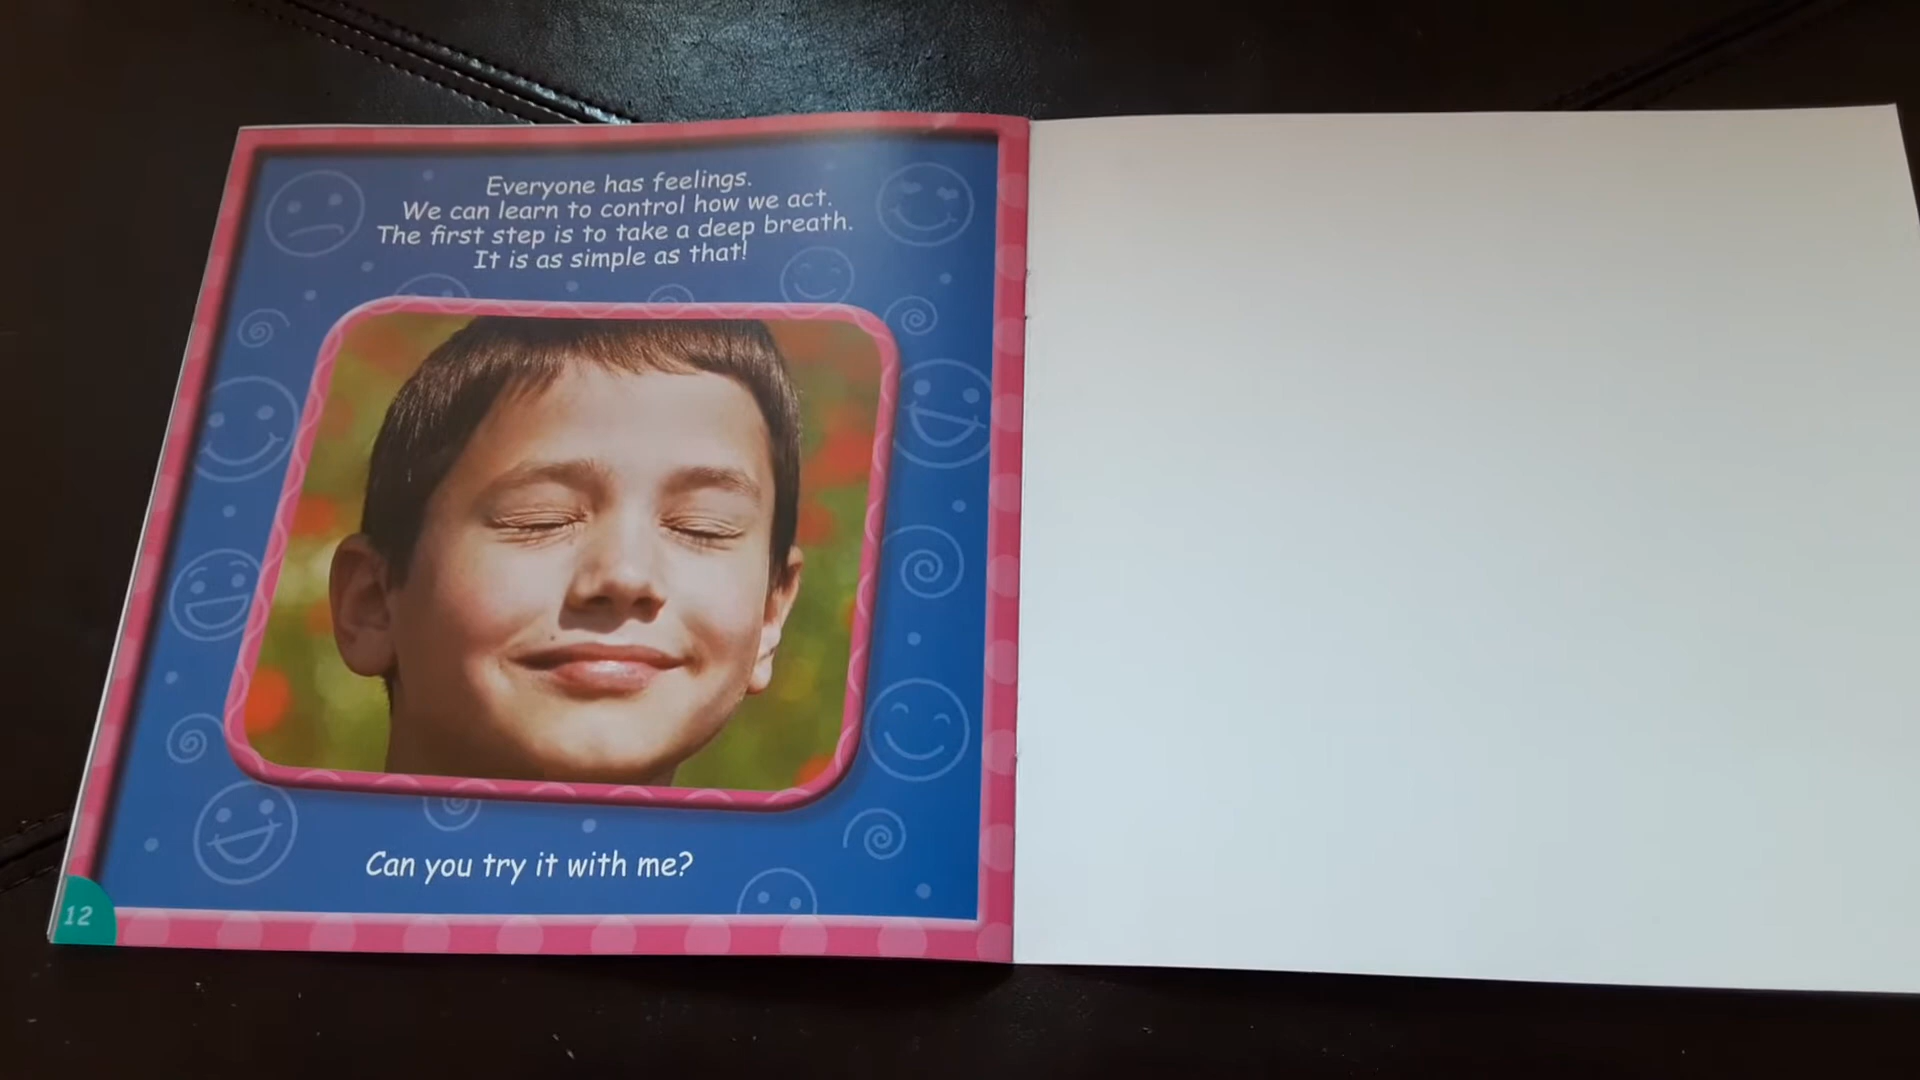 Everyone has feelings.
We can learn to control how we act.
The first step is to take a deep breath.
It is as simple as that!
Can you try it with me?
12